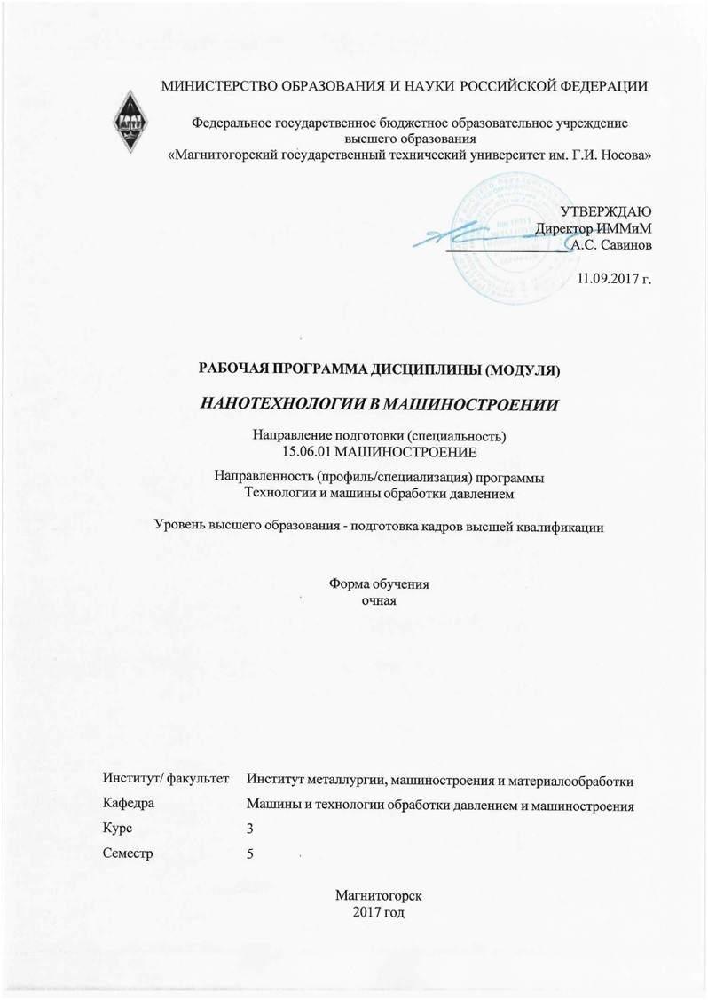 МИНИСТЕРСТВО ОБРАЗОВАНИЯ И НАУКИ РОССИЙСКОЙ ФЕДЕРАЦИИ
Федеральное государственное бюджетное образовательное учреждение
высшего образования
«Магнитогорский государственный технический университет им. Г.И. Носова»
УТВЕРЖДАЮ
Директор ИММиМ
А.С. Савинов
11.09.2017 г.
РАБОЧАЯ ПРОГРАММА ДИСЦИПЛИНЫ (МОДУЛЯ)
НАНОТЕХНОЛОГИИ В МАШИНОСТРОЕНИИ
Направление подготовки (специальность)
15.06.01 МАШИНОСТРОЕНИЕ
Направленность (профиль/специализация) программы
Технологии и машины обработки давлением
Уровень высшего образования - подготовка кадров высшей квалификации
Форма обучения
очная
Институт/ факультет Институт металлургии, машиностроения и материалообработки
Кафедра Машины и технологии обработки давлением и машиностроения
Курс 3
Семестр 5
Магнитогорск
2017 год